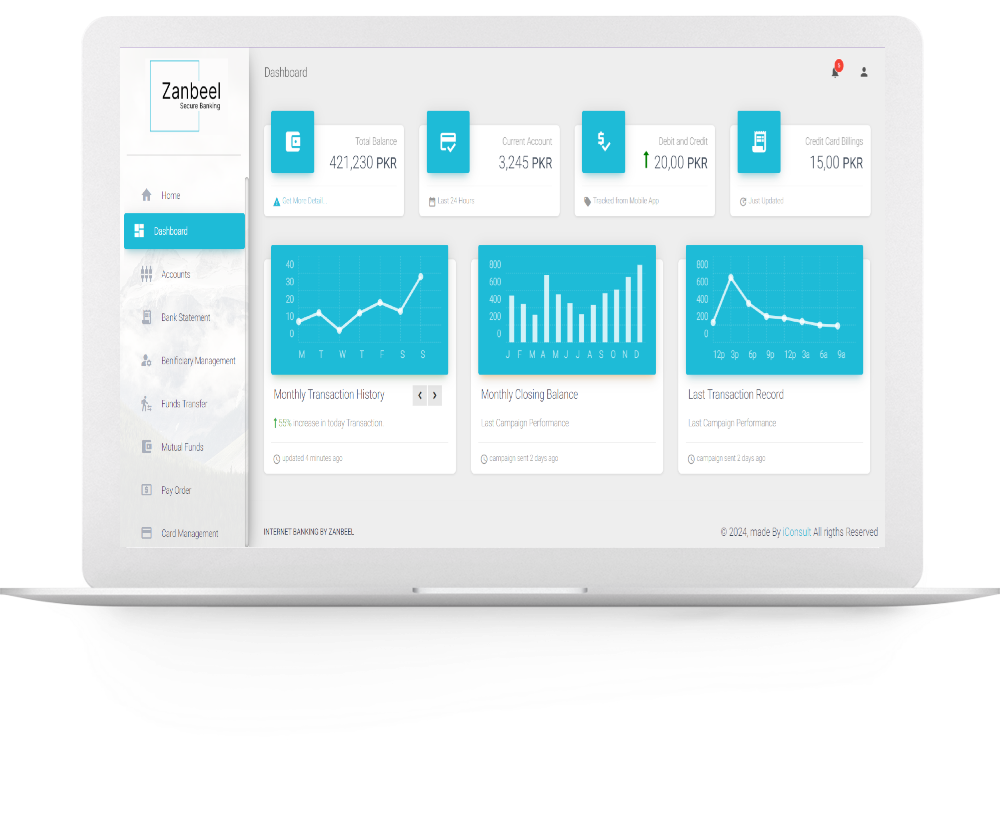 Zanbeel
Secure Banking
Home
Dashboard
Accounts
Bank Statement
Benificiary Management
Funds Transfer
Mutual Funds
Pay Order
Card Management
Dashboard
5
Total Balance
421,230 PKR
Get More Detail...
Current Account
3,245 PKR
Last 24 Hours
Debit and Credit
20,00 PKR
Tracked from Mobile App
Credit Card Billings
15,00 PKR
Just Updated
40
30
20
10
0
M T W T F S S
Monthly Transaction History
55% increase in today Transaction.
updated 4 minutes ago
800
600
400
200
0
J F M A M J J A S O N D
Monthly Closing Balance
Last Campaign Performance
campaign sent 2 days ago
800
600
400
200
0
12p 3p 6p 9p 12p 3a 6a 9a
Last Transaction Record
Last Campaign Performance
campaign sent 2 days ago
INTERNET BANKING BY ZANBEEL
© 2024, made By iConsult All rigths Reserved